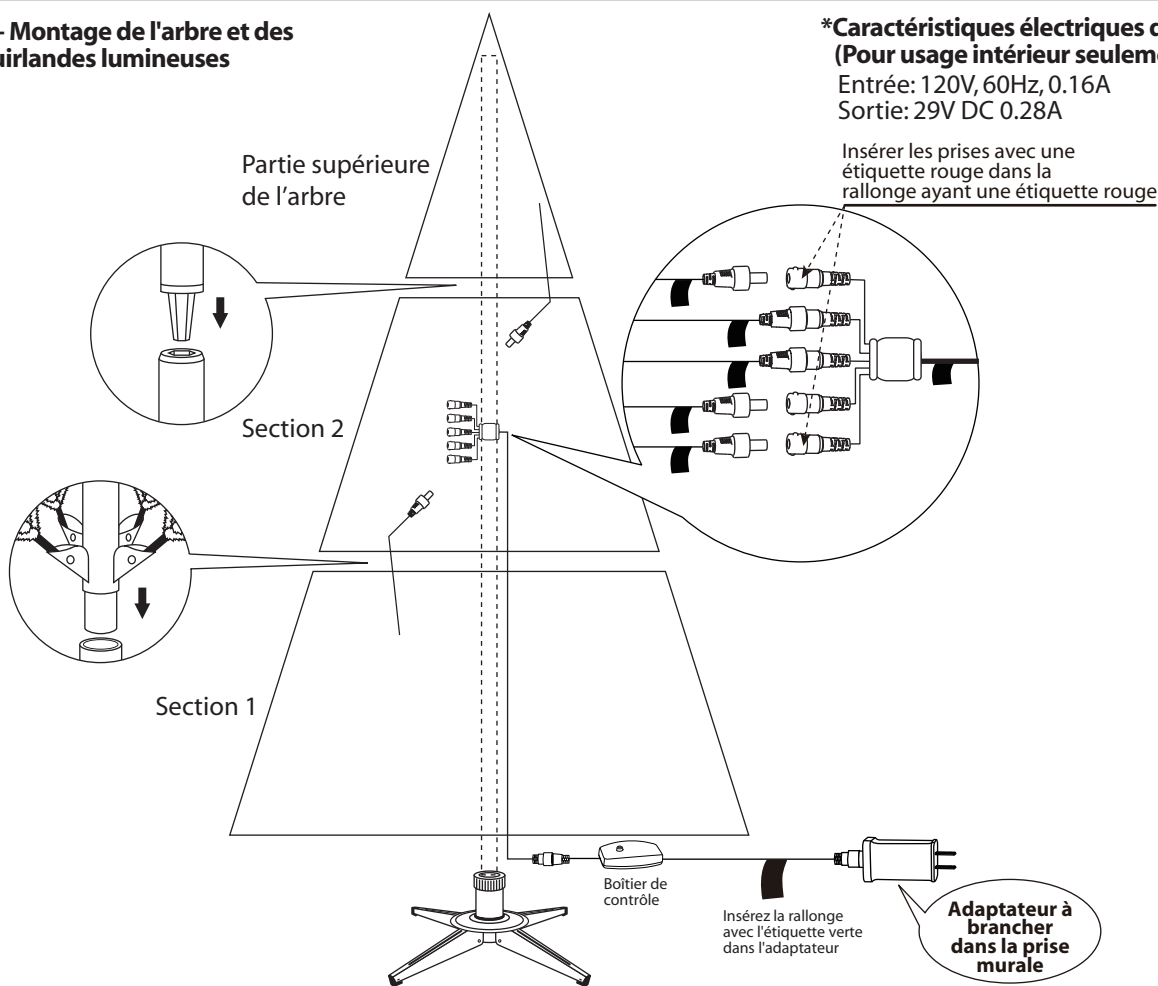 - Montage de l'arbre et des
uirlandes lumineuses
*Caractéristiques électriques
(Pour usage intérieur seulem
Entrée: 120V, 60Hz, 0.16A
Sortie: 29V DC 0.28A
Insérer les prises avec une
étiquette rouge dans la
rallonge ayant une étiquette rouge
Partie supérieure
de l’arbre
Section 2
Section 1
Boîtier de
contrôle
Insérez la rallonge
avec l'étiquette verte
dans l'adaptateur
Adaptateur à
brancher
dans la prise
murale